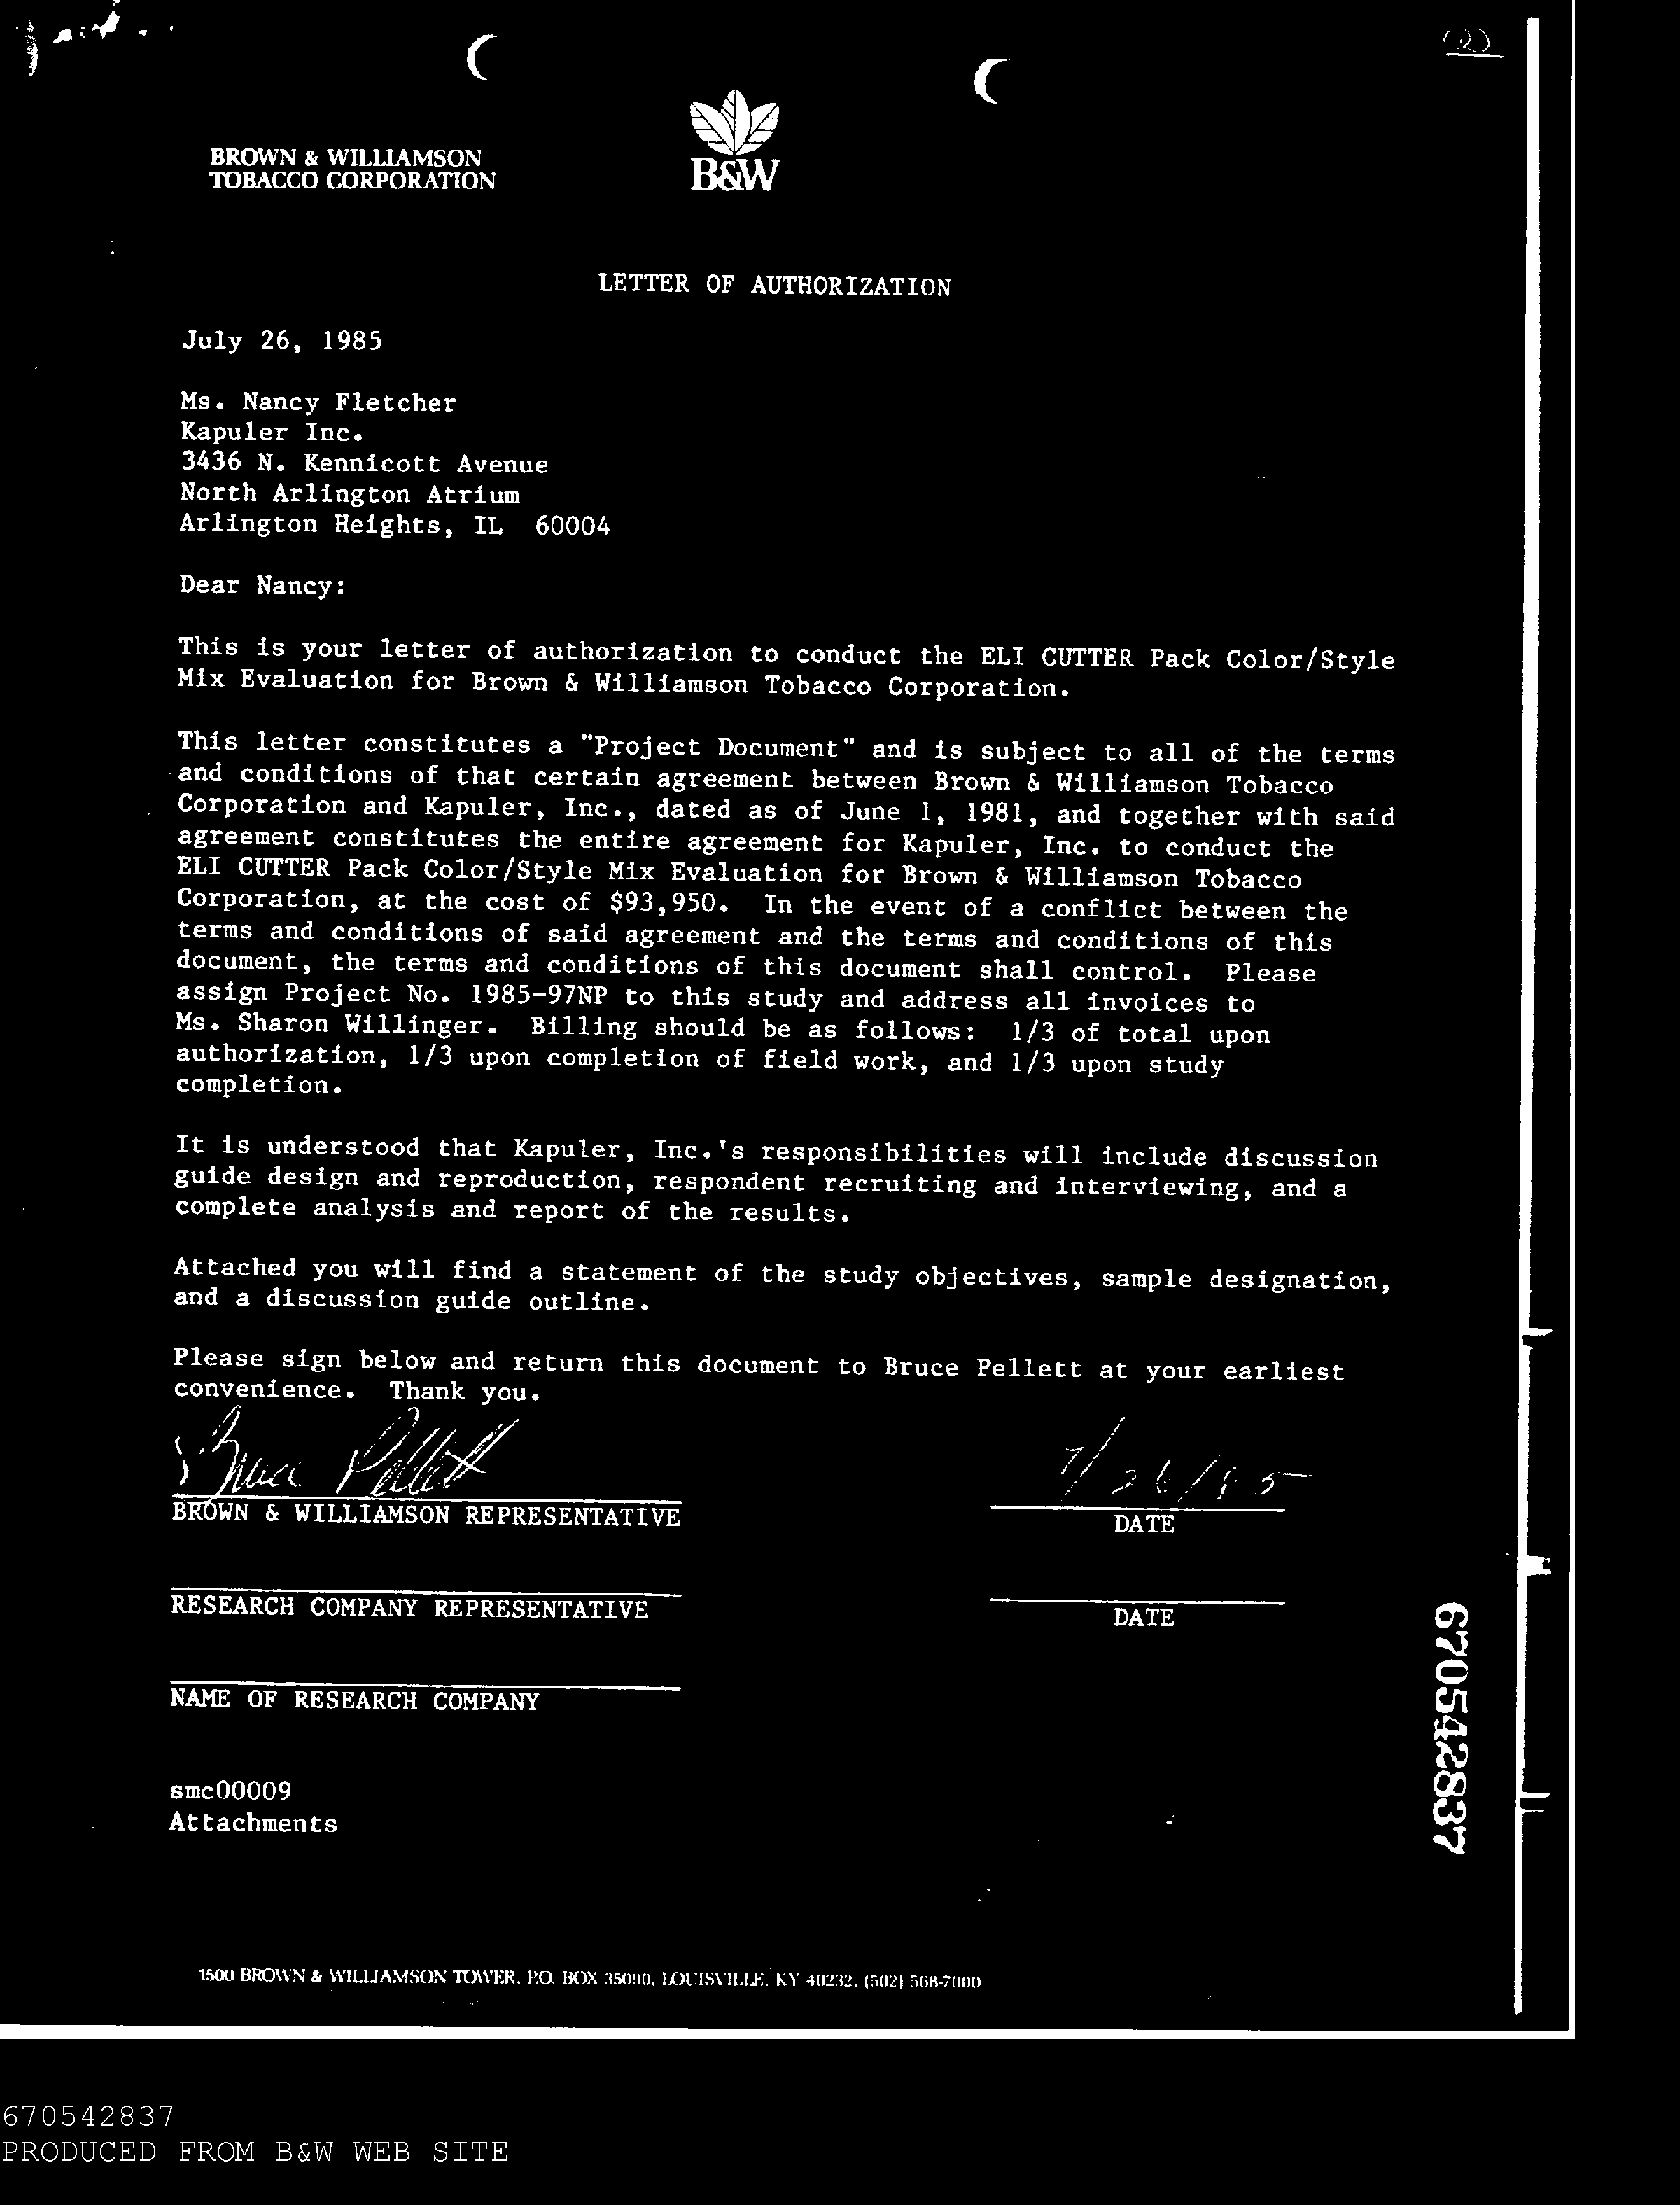 (2)
BROWN & WILLIAMSON
TOBACCO CORPORATION
B&W
LETTER OF AUTHORIZATION
July 26, 1985
Ms. Nancy Fletcher
Kapuler Inc.
3436 N. Kennicott Avenue
North Arlington Atrium
Arlington Heights, IL 60004
Dear Nancy:
This is your letter of authorization to conduct the ELI CUTTER Pack Color/Style
Mix Evaluation for Brown & Williamson Tobacco Corporation.
This letter constitutes a "Project Document" and is subject to all of the terms
and conditions of that certain agreement between Brown & Williamson Tobacco
Corporation and Kapuler, Inc., dated as of June 1, 1981, and together with said
agreement constitutes the entire agreement for Kapuler, Inc. to conduct the
ELI CUTTER Pack Color/Style Mix Evaluation for Brown & Williamson Tobacco
Corporation, at the cost of $93,950. In the event of a conflict between the
terms and conditions of said agreement and the terms and conditions of this
document, the terms and conditions of this document shall control. Please
assign Project No. 1985-97NP to this study and address all invoices to
Ms. Sharon Willinger. Billing should be as follows: 1/3 of total upon
authorization, 1/3 upon completion of field work, and 1/3 upon study
completion.
It is understood that Kapuler, Inc.'s responsibilities will include discussion
guide design and reproduction, respondent recruiting and interviewing, and a
complete analysis and report of the results.
Attached you will find a statement of the study objectives, sample designation,
and a discussion guide outline.
Please sign below and return this document to Bruce Pellett at your earliest
convenience. Thank you.
Bruce Pellett 7/26/85
BROWN & WILLIAMSON REPRESENTATIVE DATE
RESEARCH COMPANY REPRESENTATIVE DATE
NAME OF RESEARCH COMPANY
670542837
smc00009
Attachments
1500 BROWN & WILLIAMSON TOWER, P.O. BOX 35090, LOUISVILLE, KY 40232, (502) 568-7000
670542837
PRODUCED FROM B&W WEB SITE